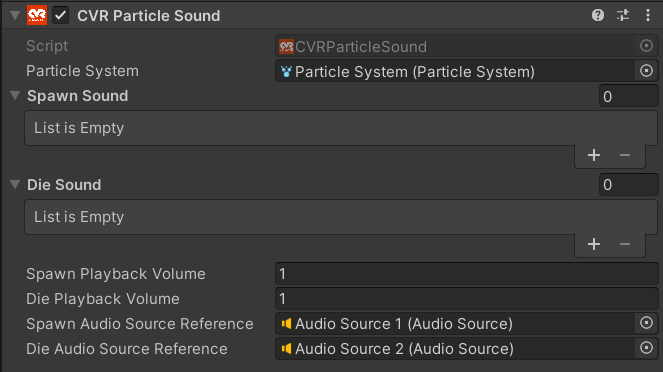 CVR Particle Sound
Script CVRParticleSound
Particle System Particle System (Particle System)
Spawn Sound 0
List is Empty
+ −
Die Sound 0
List is Empty
+ −
Spawn Playback Volume 1
Die Playback Volume 1
Spawn Audio Source Reference Audio Source 1 (Audio Source)
Die Audio Source Reference Audio Source 2 (Audio Source)